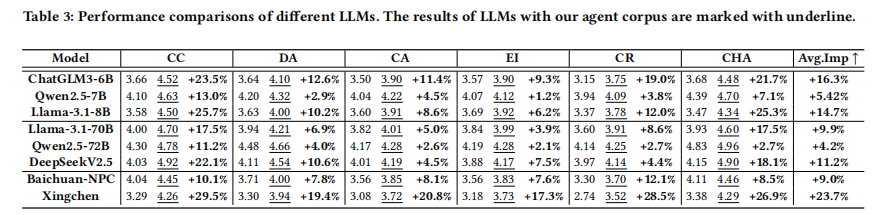 Table 3: Performance comparisons of different LLMs. The results of LLMs with our agent corpus are marked with underline.
Model CC DA CA EI CR CHA Avg.Imp ↑
ChatGLM3-6B 3.66 4.52 +23.5% 3.64 4.10 +12.6% 3.50 3.90 +11.4% 3.57 3.90 +9.3% 3.15 3.75 +19.0% 3.68 4.48 +21.7% +16.3%
Qwen2.5-7B 4.10 4.63 +13.0% 4.20 4.32 +2.9% 4.04 4.22 +4.5% 4.07 4.12 +1.2% 3.94 4.09 +3.8% 4.39 4.70 +7.1% +5.42%
Llama-3.1-8B 3.58 4.50 +25.7% 3.63 4.00 +10.2% 3.60 3.91 +8.6% 3.69 3.92 +6.2% 3.37 3.78 +12.0% 3.47 4.34 +25.3% +14.7%
Llama-3.1-70B 4.00 4.70 +17.5% 3.94 4.21 +6.9% 3.82 4.01 +5.0% 3.84 3.99 +3.9% 3.60 3.91 +8.6% 3.93 4.60 +17.5% +9.9%
Qwen2.5-72B 4.30 4.78 +11.2% 4.48 4.66 +4.0% 4.17 4.28 +2.6% 4.19 4.28 +2.1% 4.14 4.25 +2.7% 4.83 4.96 +2.7% +4.2%
DeepSeekV2.5 4.03 4.92 +22.1% 4.11 4.54 +10.6% 4.01 4.19 +4.5% 3.88 4.17 +7.5% 3.97 4.14 +4.4% 4.15 4.90 +18.1% +11.2%
Baichuan-NPC 4.04 4.45 +10.1% 3.71 4.00 +7.8% 3.56 3.85 +8.1% 3.56 3.83 +7.6% 3.30 3.70 +12.1% 4.11 4.46 +8.5% +9.0%
Xingchen 3.29 4.26 +29.5% 3.30 3.94 +19.4% 3.08 3.72 +20.8% 3.18 3.73 +17.3% 2.74 3.52 +28.5% 3.38 4.29 +26.9% +23.7%